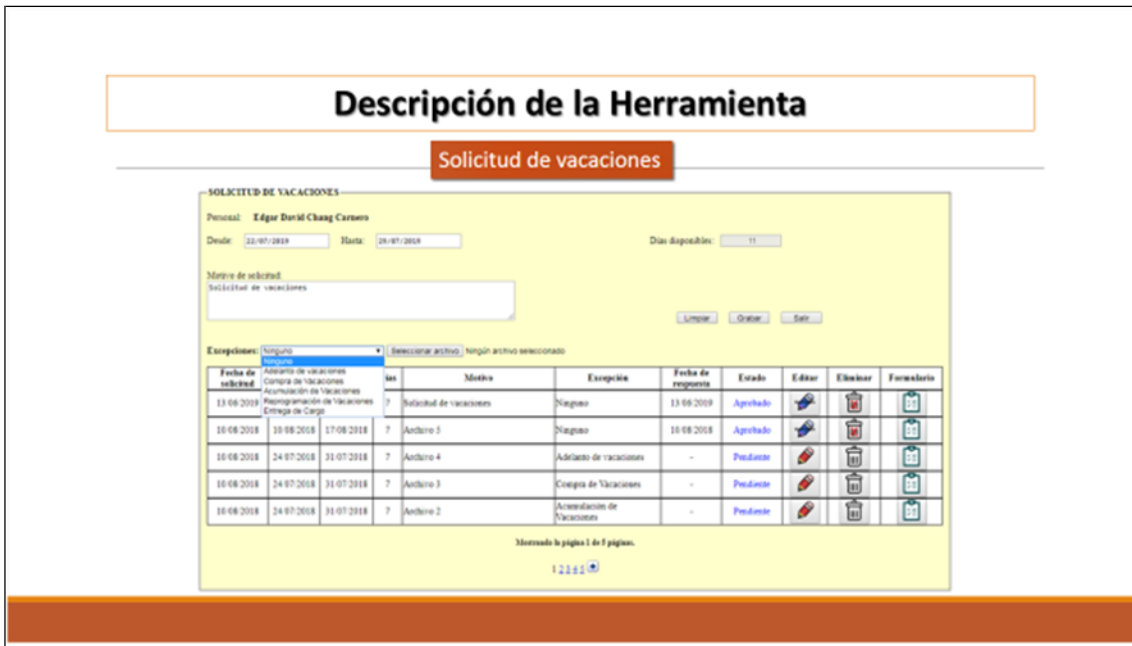 Descripción de la Herramienta
Solicitud de vacaciones
SOLICITUD DE VACACIONES
Personal: Edgar David Chang Carnero
Desde: 22/07/2019 Hasta: 29/07/2019 Días disponibles: 11
Motivo de solicitud:
Solicitud de vacaciones
Limpiar Grabar Salir
Excepciones: Ninguno Seleccionar archivo Ningún archivo seleccionado
Ninguno
Adelanto de vacaciones
Compra de Vacaciones
Acumulación de Vacaciones
Reprogramación de Vacaciones
Entrega de Cargo
Fecha de solicitud Motivo Excepción Fecha de respuesta Estado Editar Eliminar Formulario
13/06/2019 7 Solicitud de vacaciones Ninguno 13/06/2019 Aprobado
10/08/2018 10/08/2018 17/08/2018 7 Archivo 5 Ninguno 10/08/2018 Aprobado
10/08/2018 24/07/2018 31/07/2018 7 Archivo 4 Adelanto de vacaciones - Pendiente
10/08/2018 24/07/2018 31/07/2018 7 Archivo 3 Compra de Vacaciones - Pendiente
10/08/2018 24/07/2018 31/07/2018 7 Archivo 2 Acumulación de Vacaciones - Pendiente
Mostrando la página 1 de 5 páginas.
1 2 3 4 5